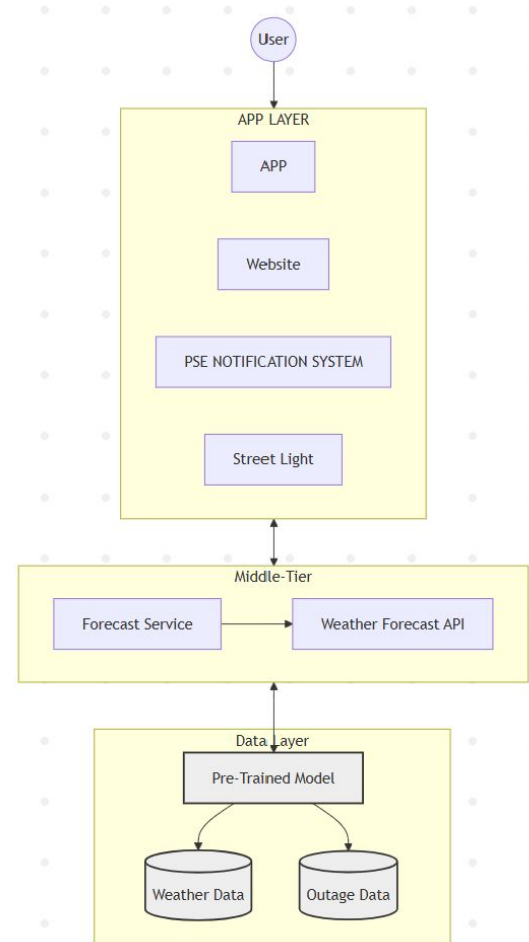 User
APP LAYER
APP
Website
PSE NOTIFICATION SYSTEM
Street Light
Middle-Tier
Forecast Service
Weather Forecast API
Data Layer
Pre-Trained Model
Weather Data
Outage Data